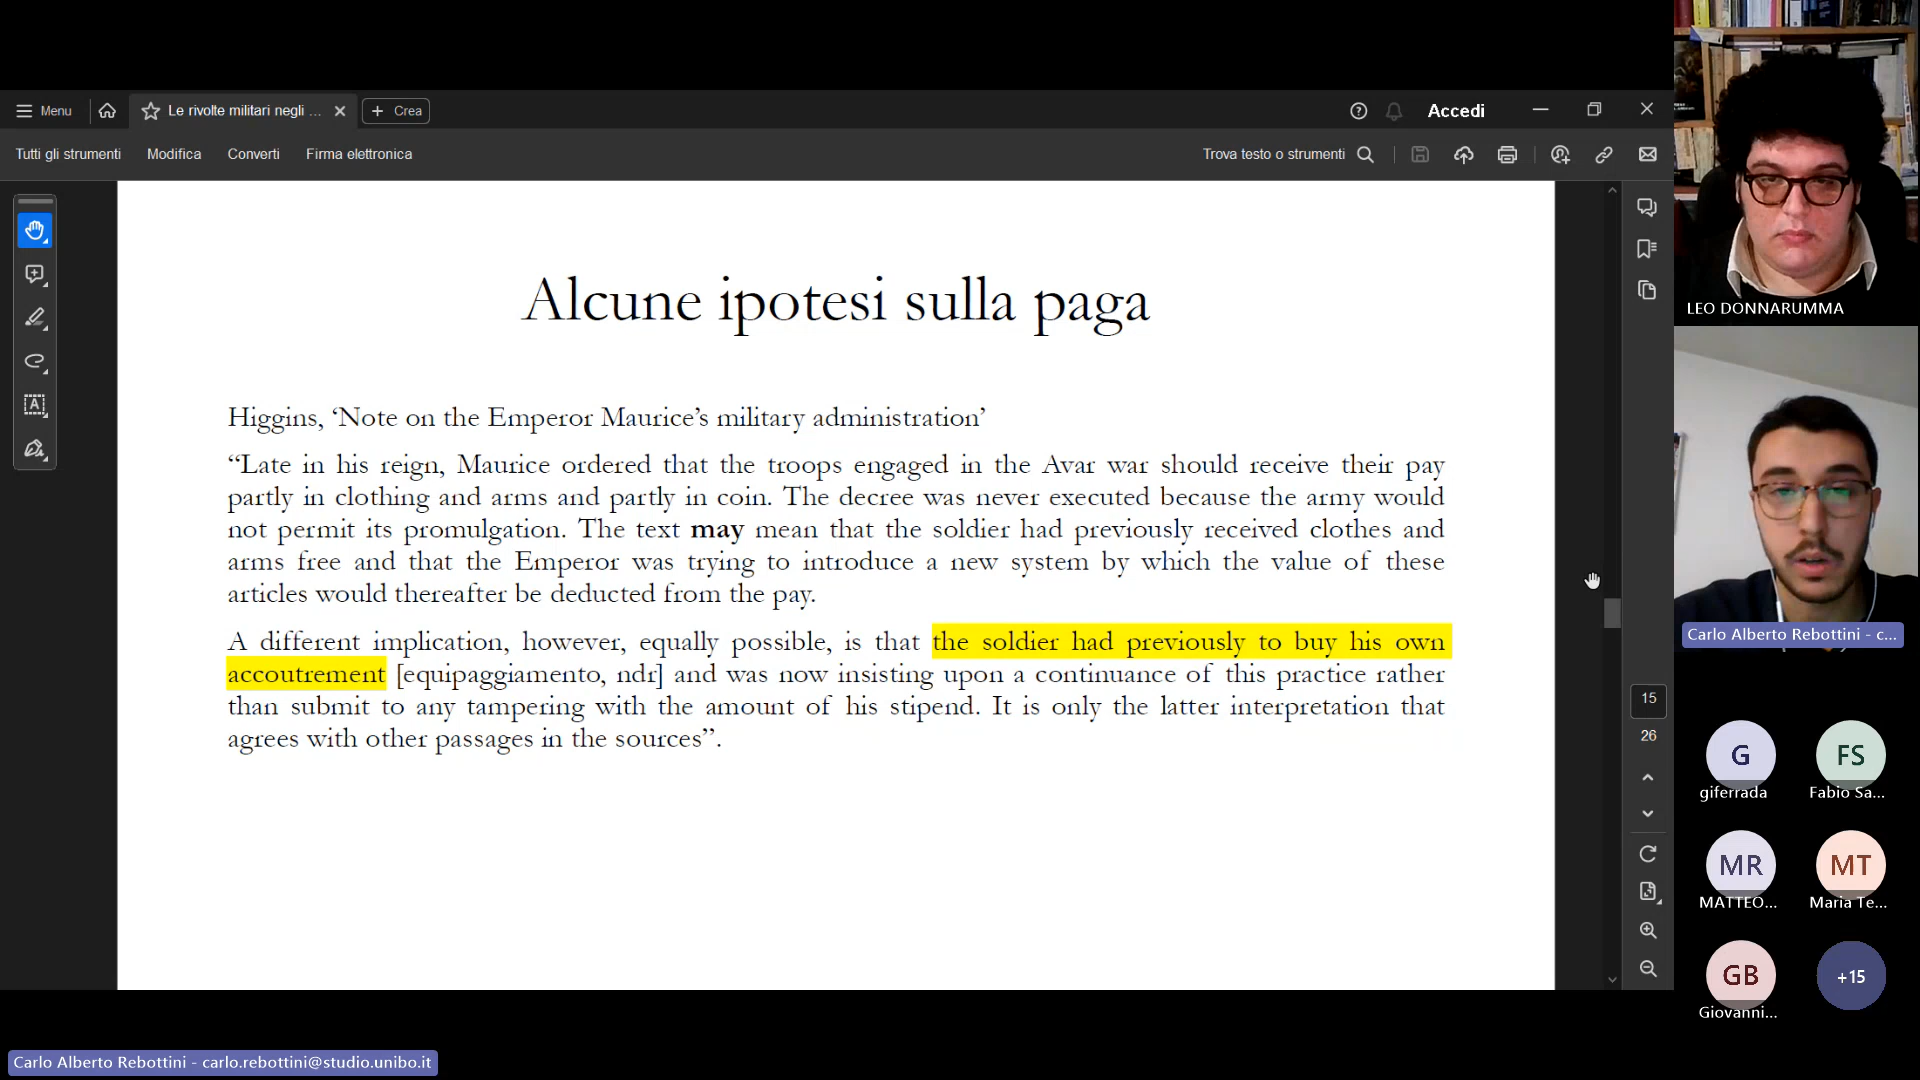 Menu
Le rivolte militari negli ...
Crea
Accedi
Tutti gli strumenti
Modifica
Converti
Firma elettronica
Trova testo o strumenti
Alcune ipotesi sulla paga
Higgins, ‘Note on the Emperor Maurice’s military administration’
“Late in his reign, Maurice ordered that the troops engaged in the Avar war should receive their pay
partly in clothing and arms and partly in coin. The decree was never executed because the army would
not permit its promulgation. The text may mean that the soldier had previously received clothes and
arms free and that the Emperor was trying to introduce a new system by which the value of these
articles would thereafter be deducted from the pay.
A different implication, however, equally possible, is that the soldier had previously to buy his own
accoutrement [equipaggiamento, ndr] and was now insisting upon a continuance of this practice rather
than submit to any tampering with the amount of his stipend. It is only the latter interpretation that
agrees with other passages in the sources”.
15
26
LEO DONNARUMMA
Carlo Alberto Rebottini - c...
G
giferrada
FS
Fabio Sa...
MR
MATTEO...
MT
Maria Te...
GB
Giovanni...
+15
Carlo Alberto Rebottini - carlo.rebottini@studio.unibo.it